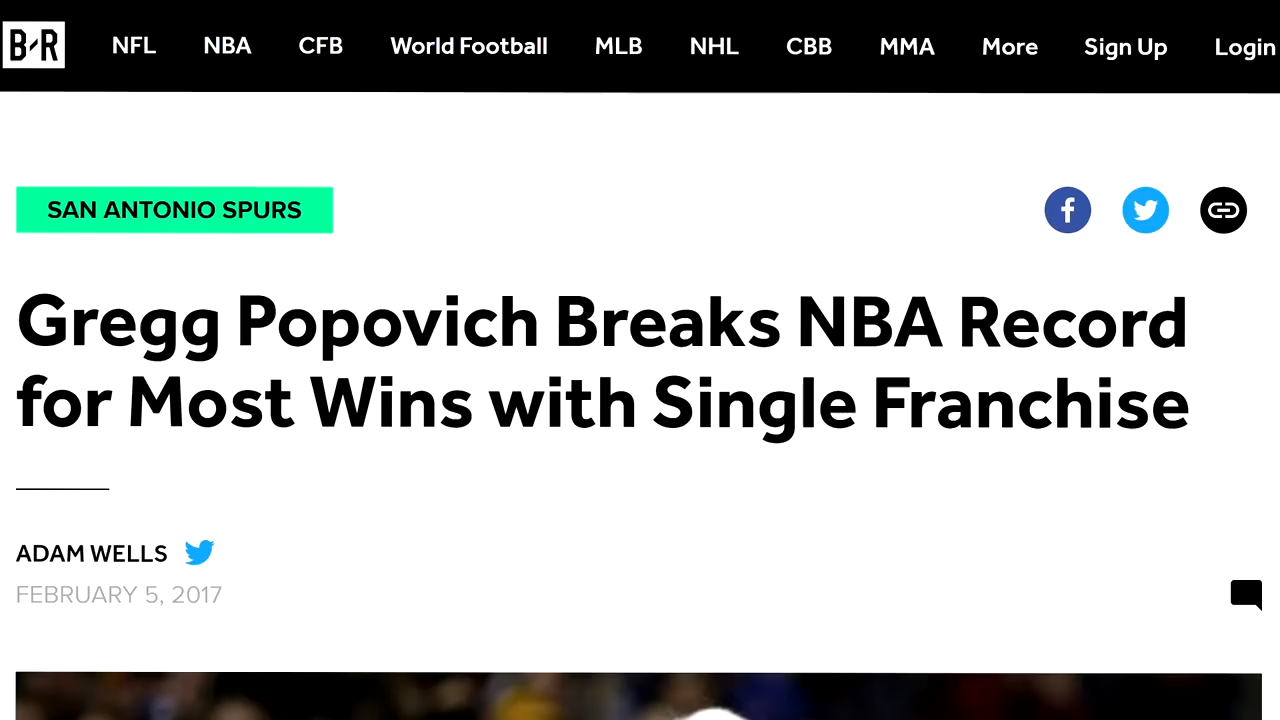 B/R NFL NBA CFB World Football MLB NHL CBB MMA More Sign Up Login
SAN ANTONIO SPURS
Gregg Popovich Breaks NBA Record
for Most Wins with Single Franchise
ADAM WELLS
FEBRUARY 5, 2017